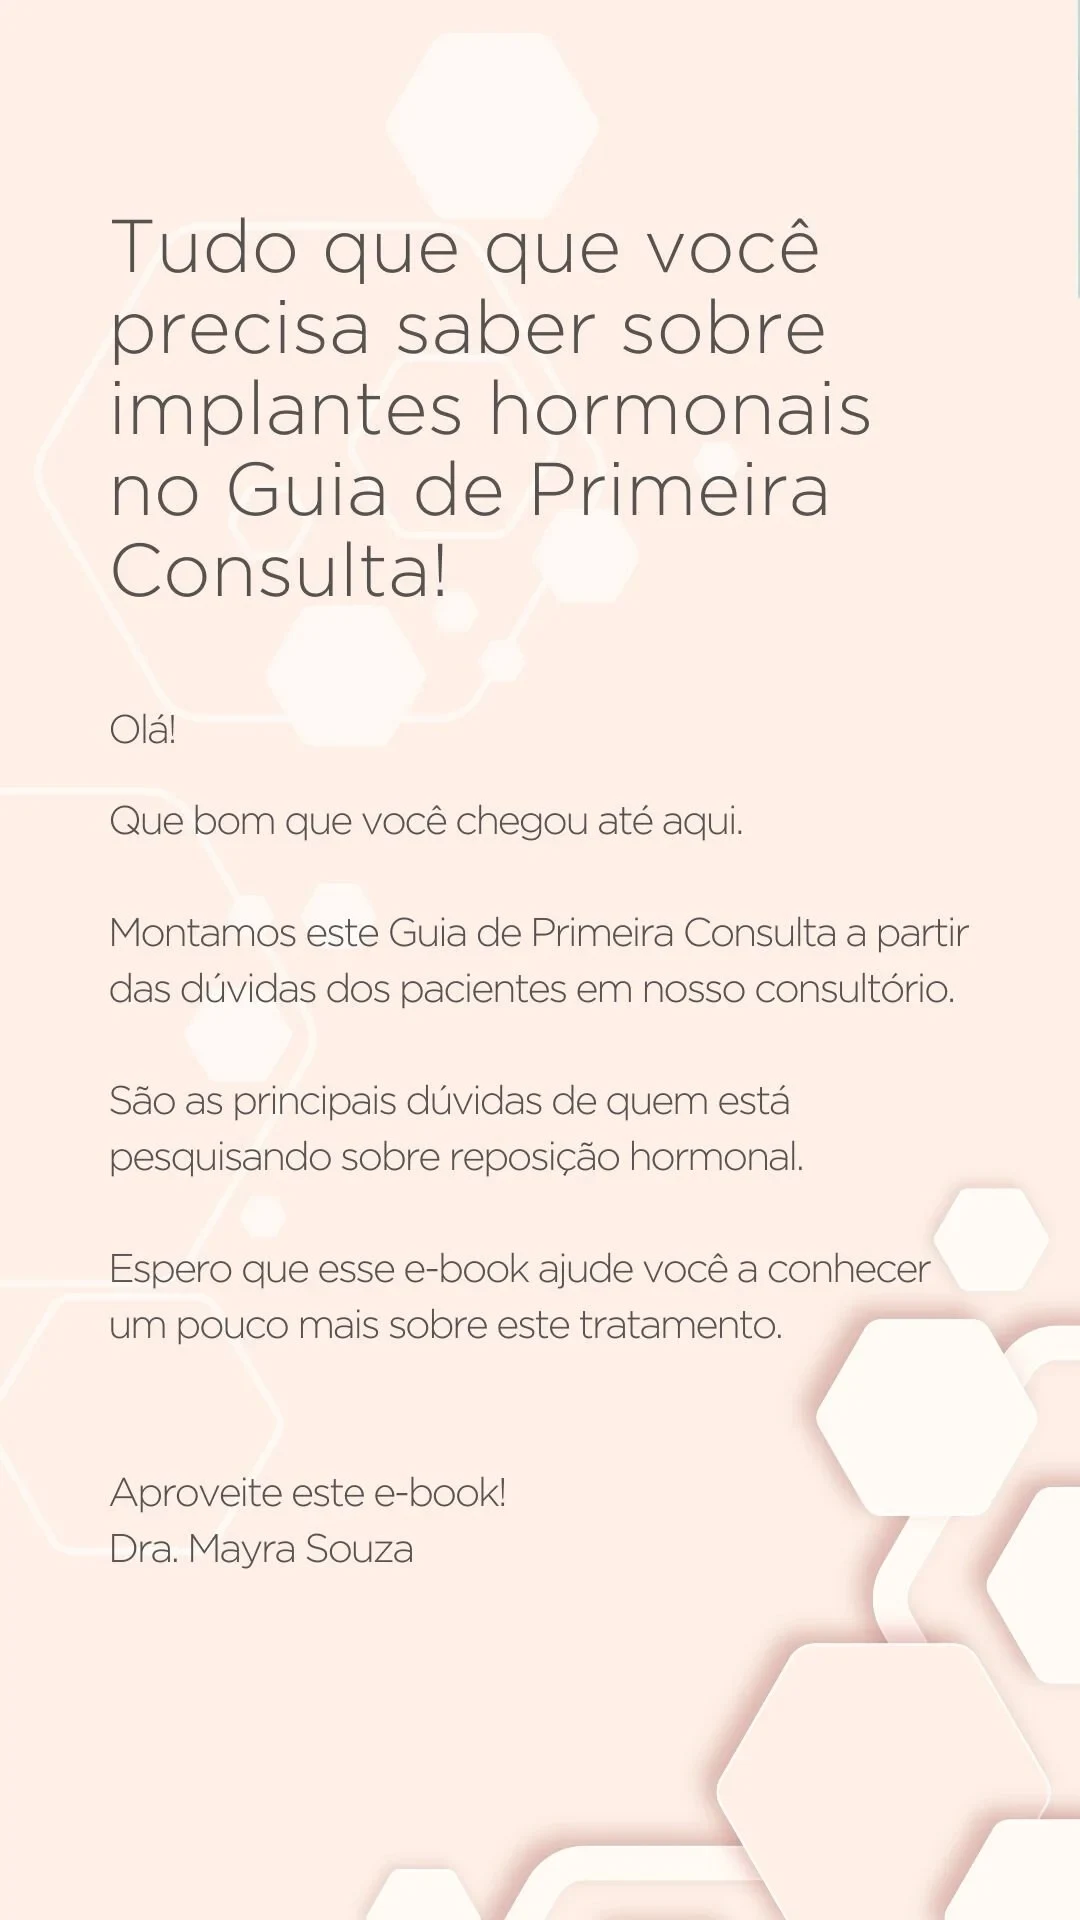 Tudo que que você
precisa saber sobre
implantes hormonais
no Guia de Primeira
Consulta!
Olá!
Que bom que você chegou até aqui.
Montamos este Guia de Primeira Consulta a partir
das dúvidas dos pacientes em nosso consultório.
São as principais dúvidas de quem está
pesquisando sobre reposição hormonal.
Espero que esse e-book ajude você a conhecer
um pouco mais sobre este tratamento.
Aproveite este e-book!
Dra. Mayra Souza